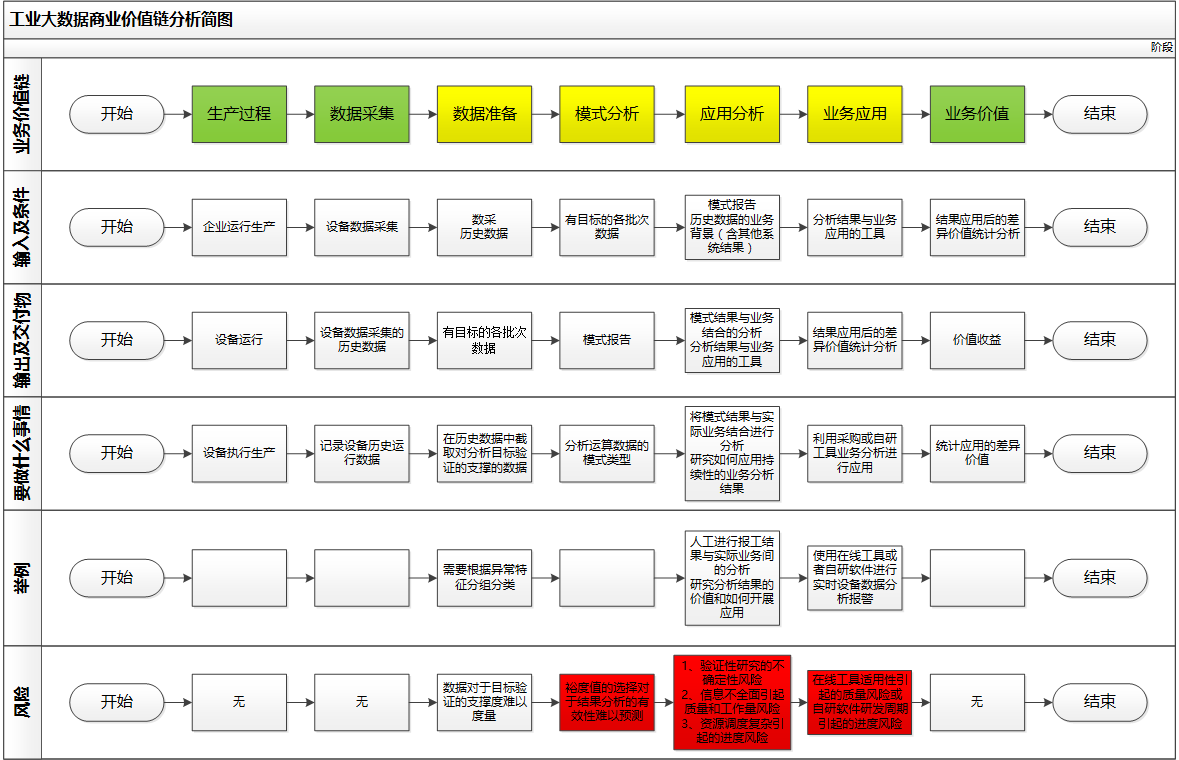 工业大数据商业价值链分析简图
阶段
业务价值链
开始
生产过程
数据采集
数据准备
模式分析
应用分析
业务应用
业务价值
结束
输入及条件
开始
企业运行生产
设备数据采集
数采
历史数据
有目标的各批次
数据
模式报告
历史数据的业务
背景（含其他系
统结果）
分析结果与业务
应用的工具
结果应用后的差
异价值统计分析
结束
输出及交付物
开始
设备运行
设备数据采集的
历史数据
有目标的各批次
数据
模式报告
模式结果与业务
结合的分析
分析结果与业务
应用的工具
结果应用后的差
异价值统计分析
价值收益
结束
要做什么事情
开始
设备执行生产
记录设备历史运
行数据
在历史数据中截
取对分析目标验
证的支撑的数据
分析运算数据的
模式类型
将模式结果与实
际业务结合进行
分析
研究如何应用持
续性的业务分析
结果
利用采购或自研
工具业务分析进
行应用
统计应用的差异
价值
结束
举例
开始
需要根据异常特
征分组分类
人工进行报工结
果与实际业务间
的分析
研究分析结果的
价值和如何开展
应用
使用在线工具或
者自研软件进行
实时设备数据分
析报警
结束
风险
开始
无
无
数据对于目标验
证的支撑度难以
度量
裕度值的选择对
于结果分析的有
效性难以预测
1、验证性研究的不
确定性风险
2、信息不全面引起
质量和工作量风险
3、资源调度复杂引
起的进度风险
在线工具适用性引
起的质量风险或
自研软件研发周期
引起的进度风险
无
结束